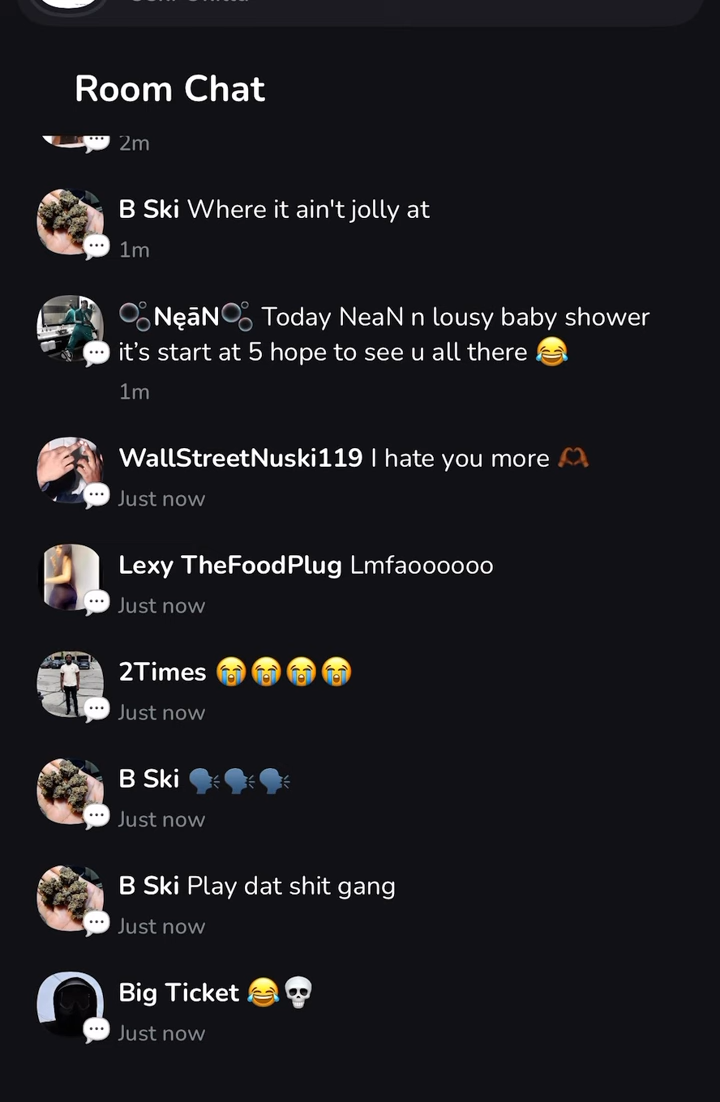 Room Chat
2m
B Ski Where it ain't jolly at
1m
🫧NęāN🫧 Today NeaN n lousy baby shower
it’s start at 5 hope to see u all there 😂
1m
WallStreetNuski119 I hate you more 🫶🏾
Just now
Lexy TheFoodPlug Lmfaoooooo
Just now
2Times 😭😭😭😭
Just now
B Ski 🗣️🗣️🗣️
Just now
B Ski Play dat shit gang
Just now
Big Ticket 😂💀
Just now